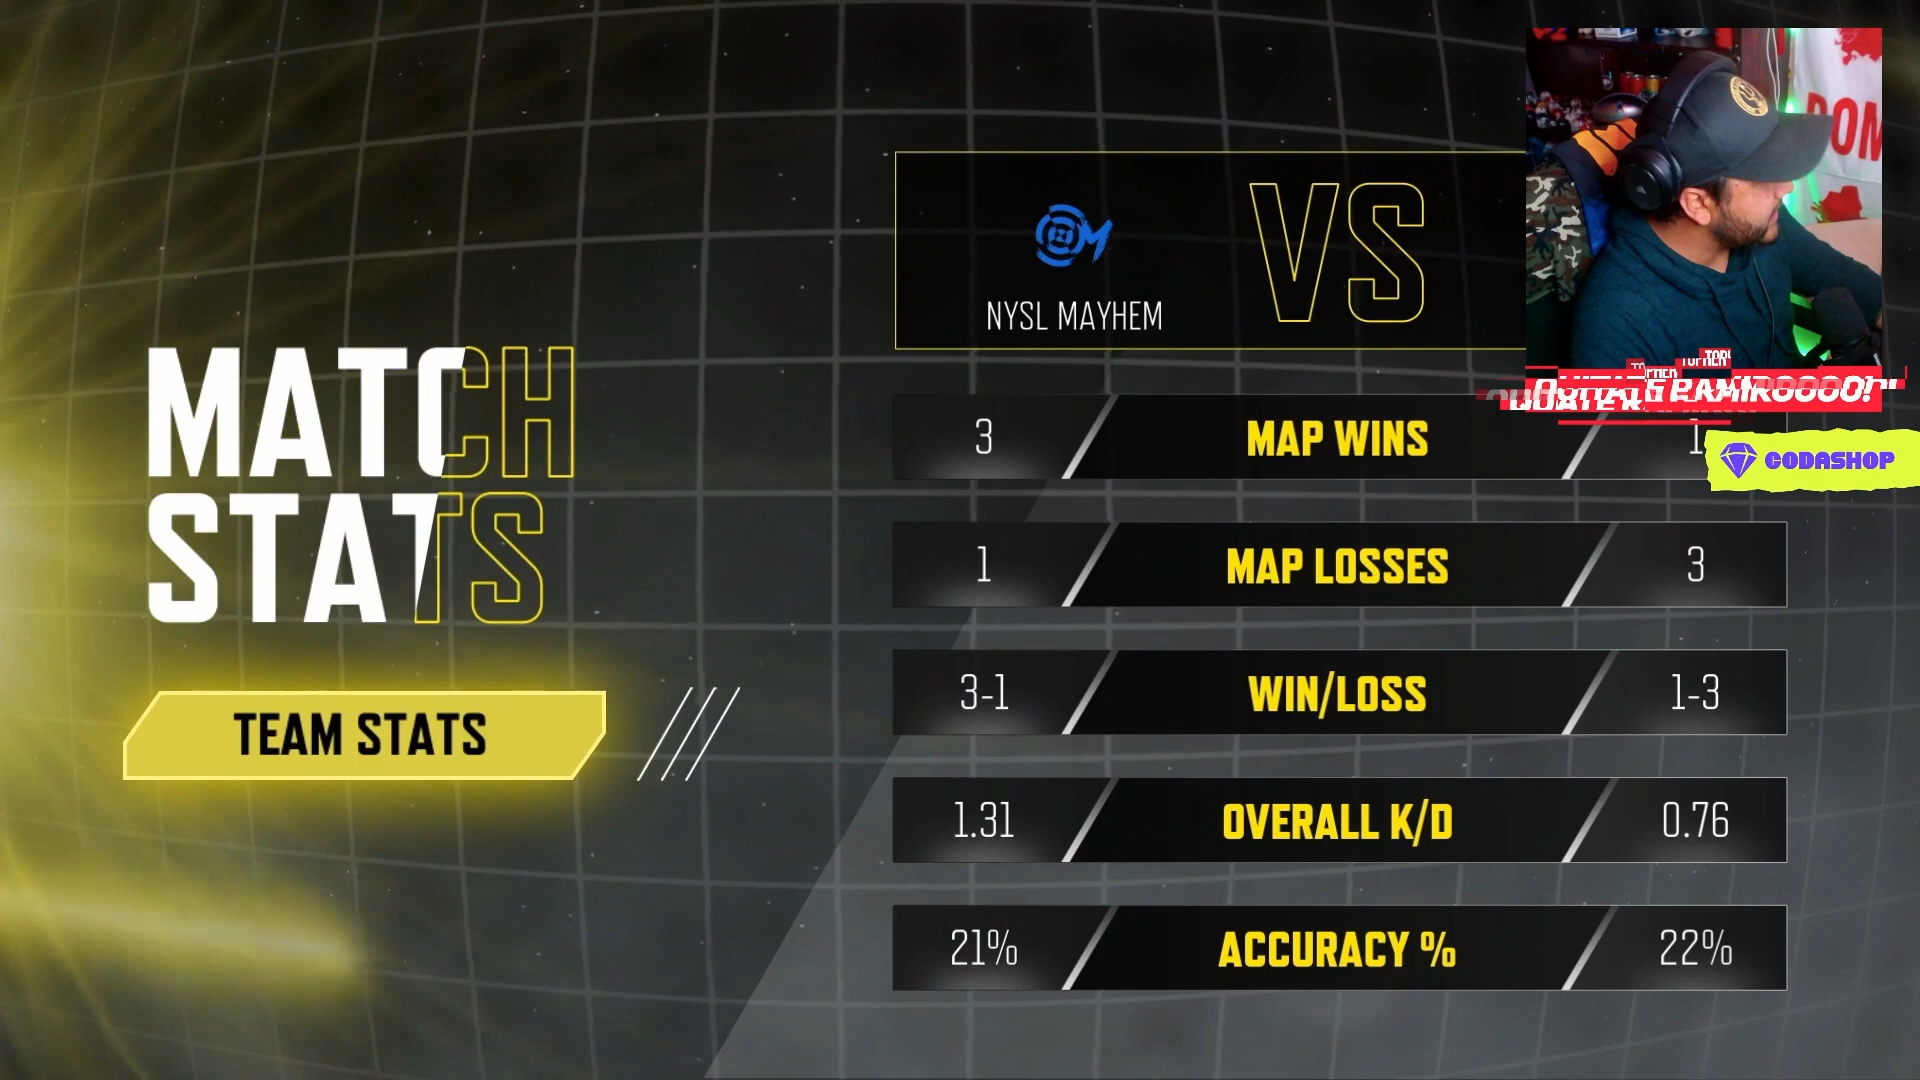 MATCH
STATS
TEAM STATS
NYSL MAYHEM
VS
3 MAP WINS 1
1 MAP LOSSES 3
3-1 WIN/LOSS 1-3
1.31 OVERALL K/D 0.76
21% ACCURACY % 22%
CODASHOP